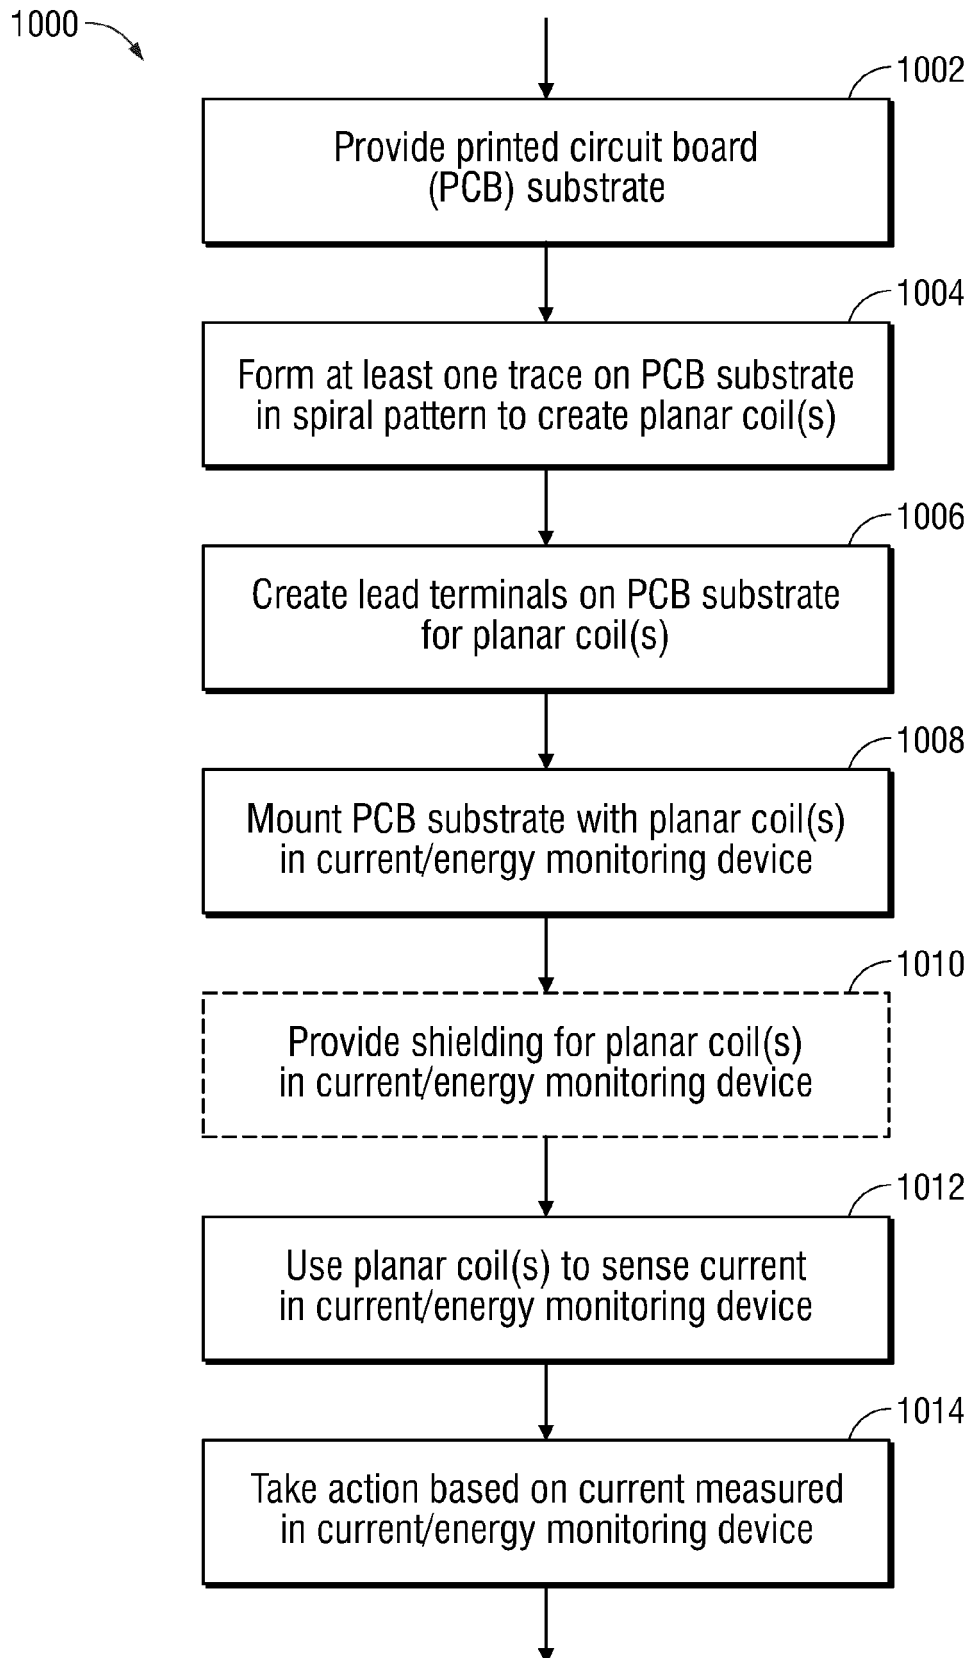 1000
1002
Provide printed circuit board
(PCB) substrate
1004
Form at least one trace on PCB substrate
in spiral pattern to create planar coil(s)
1006
Create lead terminals on PCB substrate
for planar coil(s)
1008
Mount PCB substrate with planar coil(s)
in current/energy monitoring device
1010
Provide shielding for planar coil(s)
in current/energy monitoring device
1012
Use planar coil(s) to sense current
in current/energy monitoring device
1014
Take action based on current measured
in current/energy monitoring device